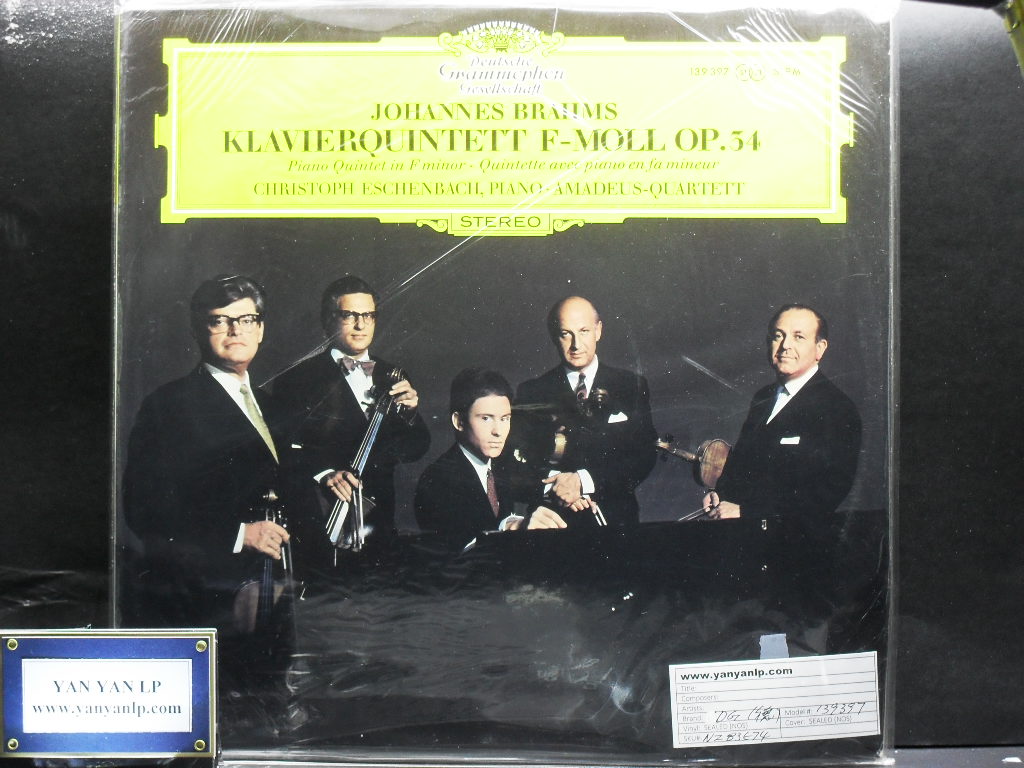 Deutsche
Grammophon
Gesellschaft
139 397
JOHANNES BRAHMS
KLAVIERQUINTETT F-MOLL OP.34
Piano Quintet in F minor - Quintette avec piano en fa mineur
CHRISTOPH ESCHENBACH, PIANO · AMADEUS-QUARTETT
STEREO
YAN YAN LP
www.yanyanlp.com
www.yanyanlp.com
Title:
Composers:
Artists:
Brand: DG Model#: 139397
Vinyl: SEALED (NOS) Cover: SEALED (NOS)
SKU#: